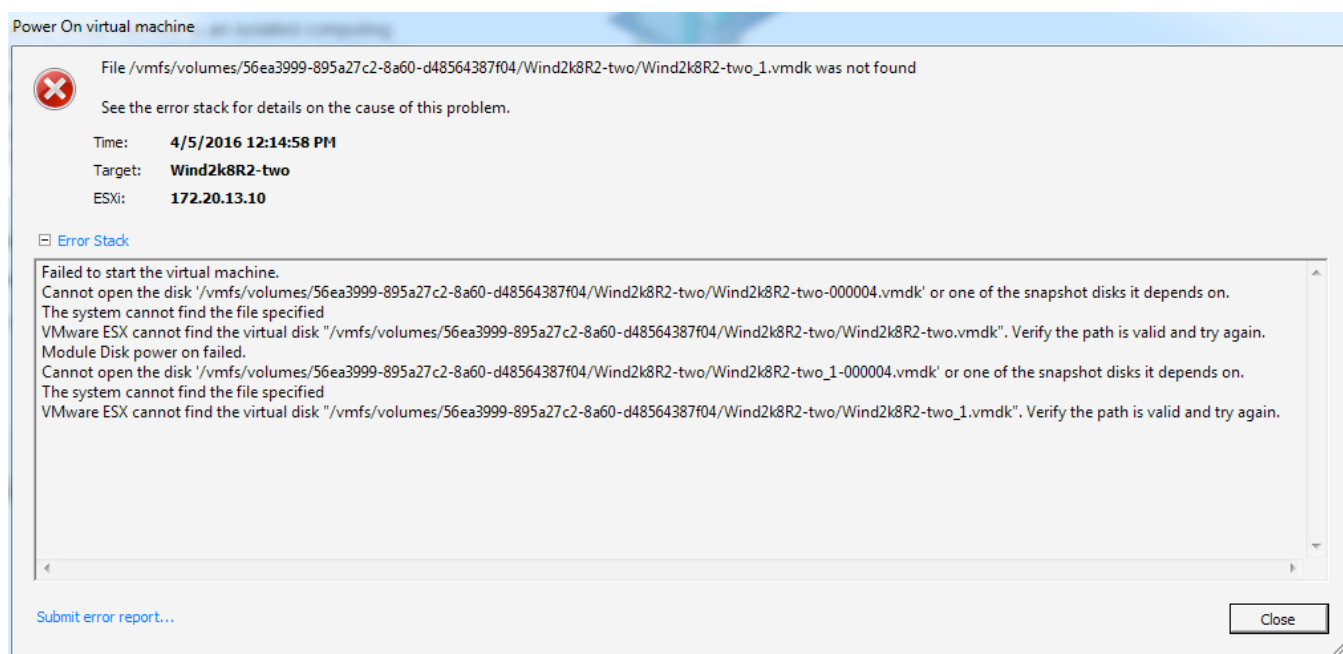 Power On virtual machine
an isolated computing
File /vmfs/volumes/56ea3999-895a27c2-8a60-d48564387f04/Wind2k8R2-two/Wind2k8R2-two_1.vmdk was not found
See the error stack for details on the cause of this problem.
Time: 4/5/2016 12:14:58 PM
Target: Wind2k8R2-two
ESXi: 172.20.13.10
Error Stack
Failed to start the virtual machine.
Cannot open the disk '/vmfs/volumes/56ea3999-895a27c2-8a60-d48564387f04/Wind2k8R2-two/Wind2k8R2-two-000004.vmdk' or one of the snapshot disks it depends on.
The system cannot find the file specified
VMware ESX cannot find the virtual disk "/vmfs/volumes/56ea3999-895a27c2-8a60-d48564387f04/Wind2k8R2-two/Wind2k8R2-two.vmdk". Verify the path is valid and try again.
Module Disk power on failed.
Cannot open the disk '/vmfs/volumes/56ea3999-895a27c2-8a60-d48564387f04/Wind2k8R2-two/Wind2k8R2-two_1-000004.vmdk' or one of the snapshot disks it depends on.
The system cannot find the file specified
VMware ESX cannot find the virtual disk "/vmfs/volumes/56ea3999-895a27c2-8a60-d48564387f04/Wind2k8R2-two/Wind2k8R2-two_1.vmdk". Verify the path is valid and try again.
Submit error report...
Close